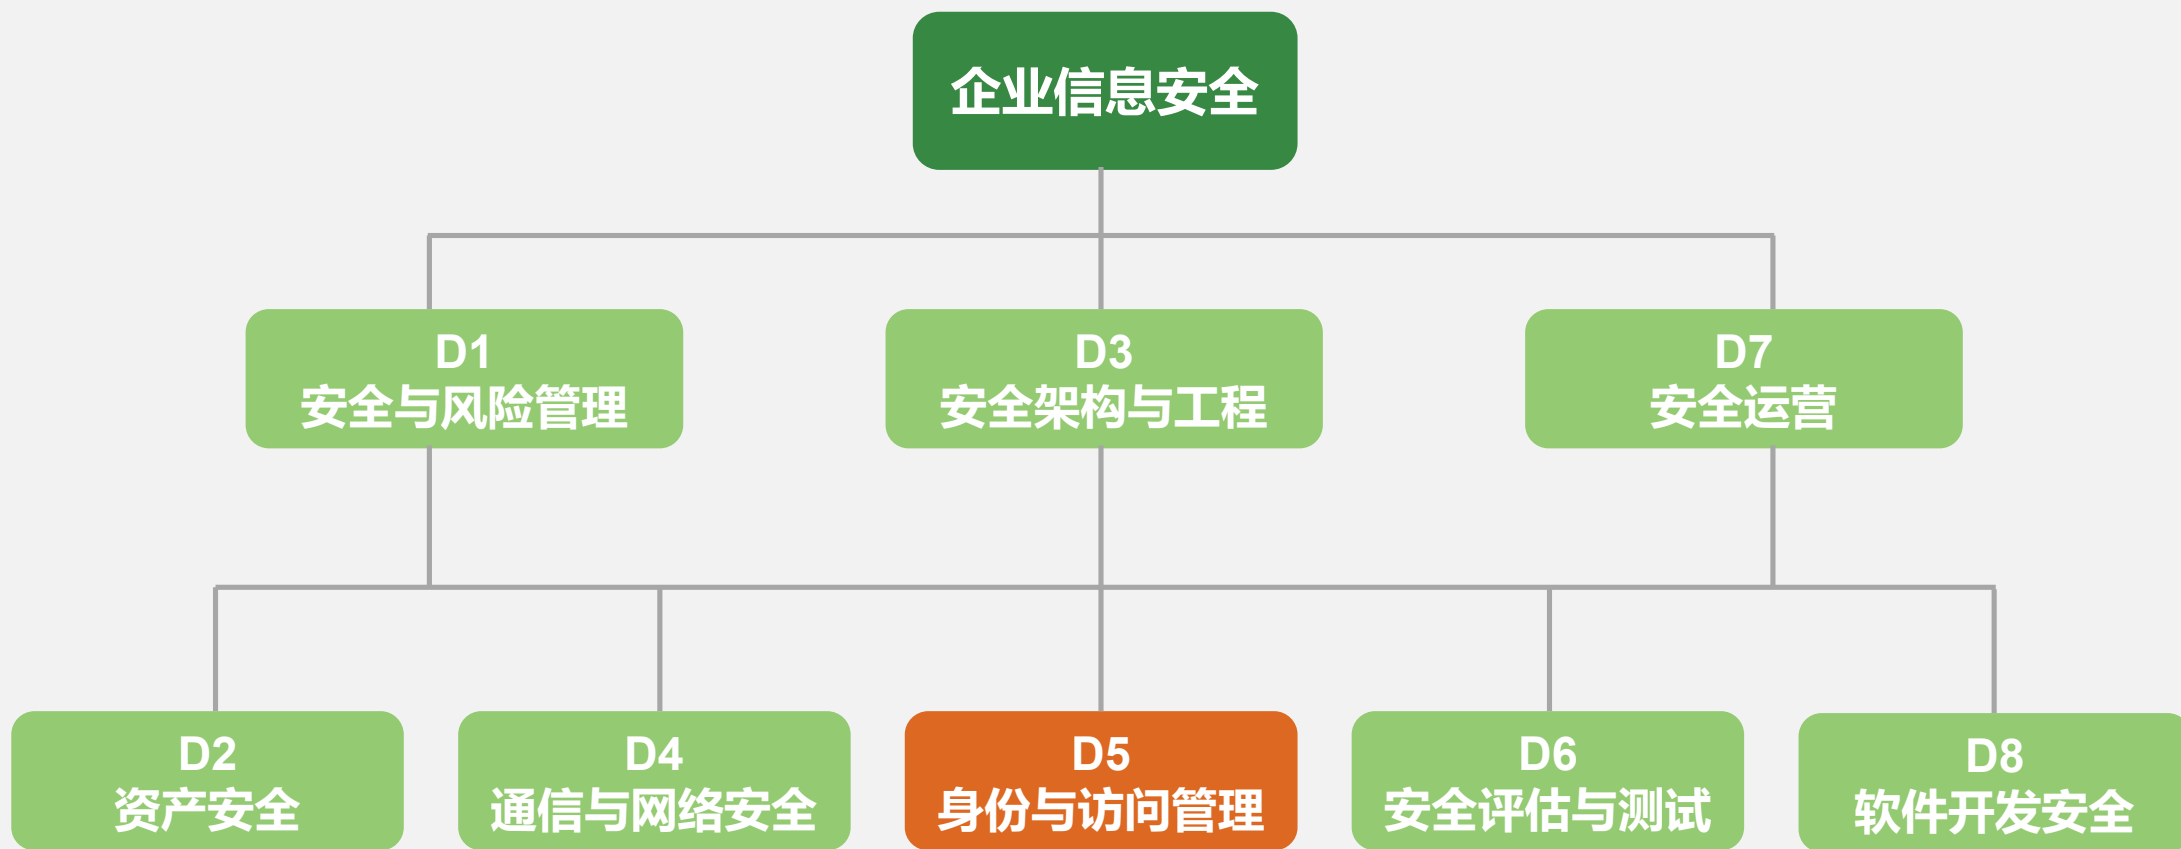 企业信息安全
D1
安全与风险管理
D3
安全架构与工程
D7
安全运营
D2
资产安全
D4
通信与网络安全
D5
身份与访问管理
D6
安全评估与测试
D8
软件开发安全